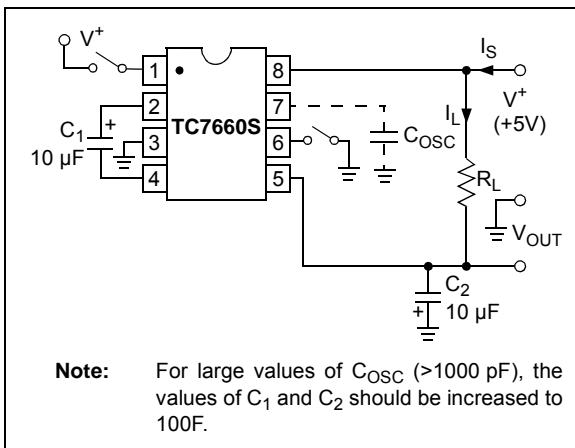 V+
IS
1
8
2
7
3
6
4
5
TC7660S
C1
+
10 µF
COSC
IL
V+
(+5V)
RL
VOUT
C2
+
10 µF
Note: For large values of COSC (>1000 pF), the
values of C1 and C2 should be increased to
100F.